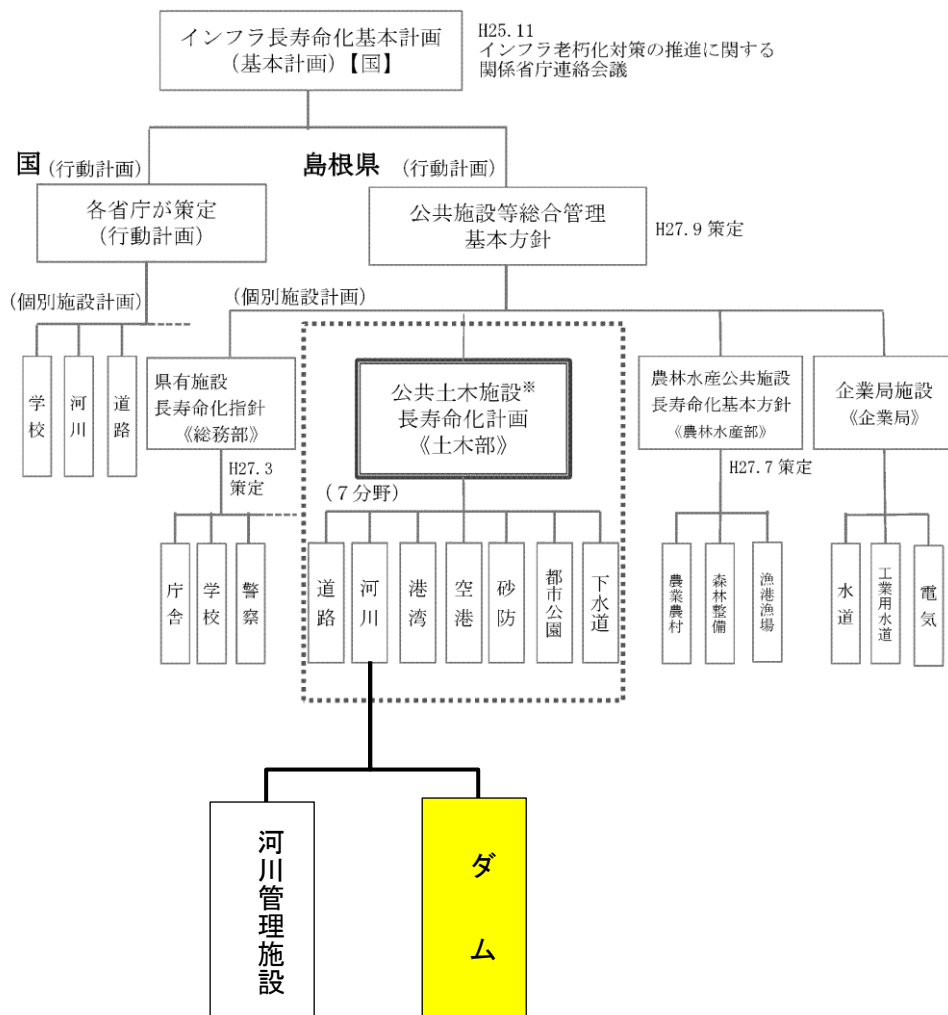 インフラ長寿命化基本計画
(基本計画)【国】
H25.11
インフラ老朽化対策の推進に関する
関係省庁連絡会議
国 (行動計画)
島根県 (行動計画)
各省庁が策定
(行動計画)
公共施設等総合管理
基本方針
H27.9 策定
(個別施設計画)
(個別施設計画)
学校
河川
道路
県有施設
長寿命化指針
《総務部》
公共土木施設※
長寿命化計画
《土木部》
農林水産公共施設
長寿命化基本方針
《農林水産部》
企業局施設
《企業局》
H27.3
策定
(7分野)
H27.7 策定
庁舎
学校
警察
道路
河川
港湾
空港
砂防
都市公園
下水道
農業農村
森林整備
漁港漁場
水道
工業用水道
電気
河川管理施設
ダム